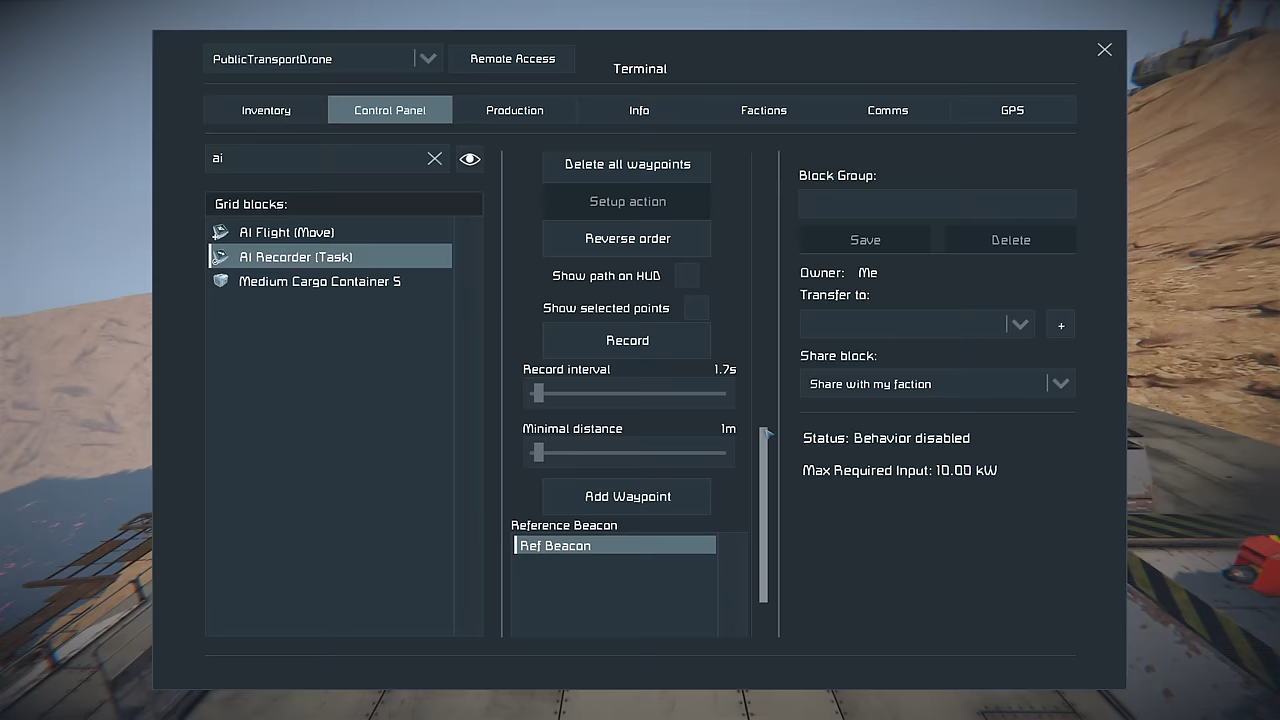 PublicTransportDrone
Remote Access
Terminal
Inventory
Control Panel
Production
Info
Factions
Comms
GPS
ai
Grid blocks:
AI Flight (Move)
AI Recorder (Task)
Medium Cargo Container 5
Delete all waypoints
Setup action
Reverse order
Show path on HUD
Show selected points
Record
Record interval 1.7s
Minimal distance 1m
Add Waypoint
Reference Beacon
Ref Beacon
Block Group:
Save
Delete
Owner: Me
Transfer to:
+
Share block:
Share with my faction
Status: Behavior disabled
Max Required Input: 10.00 kW